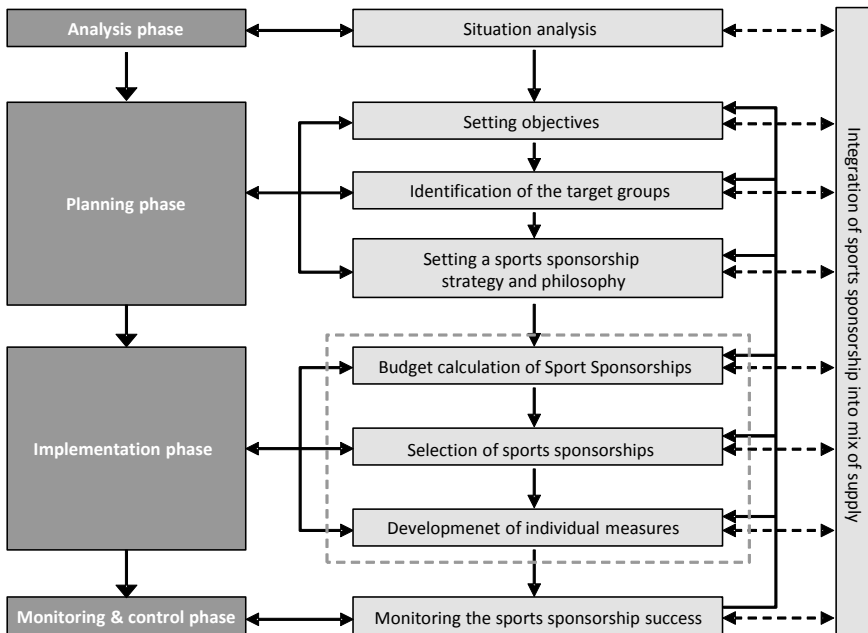 Analysis phase
Situation analysis
Setting objectives
Planning phase
Identification of the target groups
Setting a sports sponsorship
strategy and philosophy
Budget calculation of Sport Sponsorships
Implementation phase
Selection of sports sponsorships
Developmenet of individual measures
Monitoring & control phase
Monitoring the sports sponsorship success
Integration of sports sponsorship into mix of supply